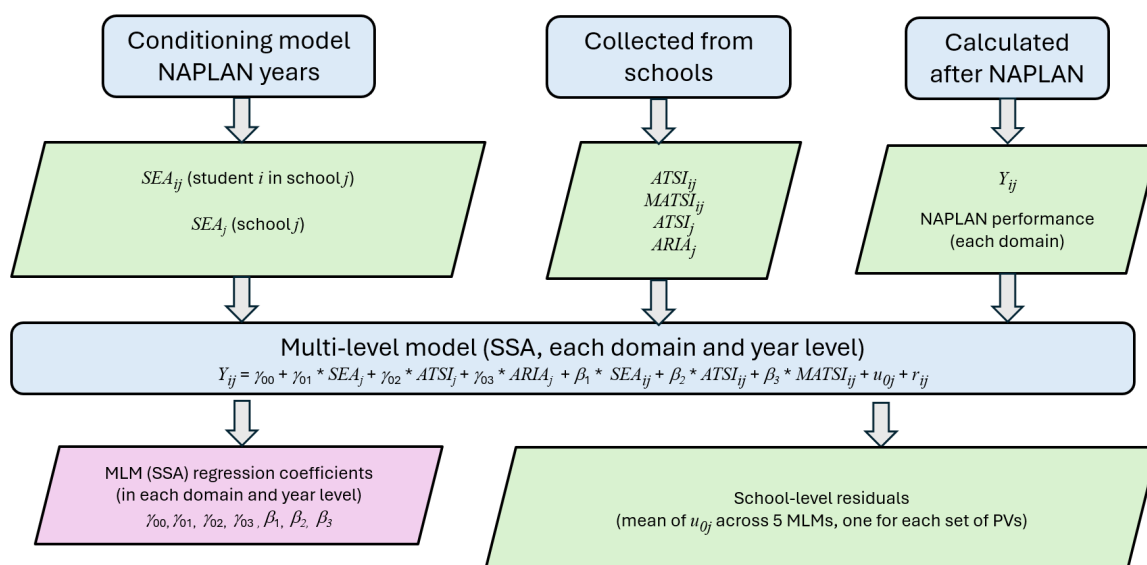 Conditioning model
NAPLAN years
Collected from
schools
Calculated
after NAPLAN
SEAᵢⱼ (student i in school j)
SEAⱼ (school j)
ATSIᵢⱼ
MATSIᵢⱼ
ATSIⱼ
ARIAⱼ
Yᵢⱼ
NAPLAN performance
(each domain)
Multi-level model (SSA, each domain and year level)
Yᵢⱼ = γ₀₀ + γ₀₁ * SEAⱼ + γ₀₂ * ATSIⱼ + γ₀₃ * ARIAⱼ + β₁ * SEAᵢⱼ + β₂ * ATSIᵢⱼ + β₃ * MATSIᵢⱼ + u₀ⱼ + rᵢⱼ
MLM (SSA) regression coefficients
(in each domain and year level)
γ₀₀, γ₀₁, γ₀₂, γ₀₃ , β₁, β₂, β₃
School-level residuals
(mean of u₀ⱼ across 5 MLMs, one for each set of PVs)